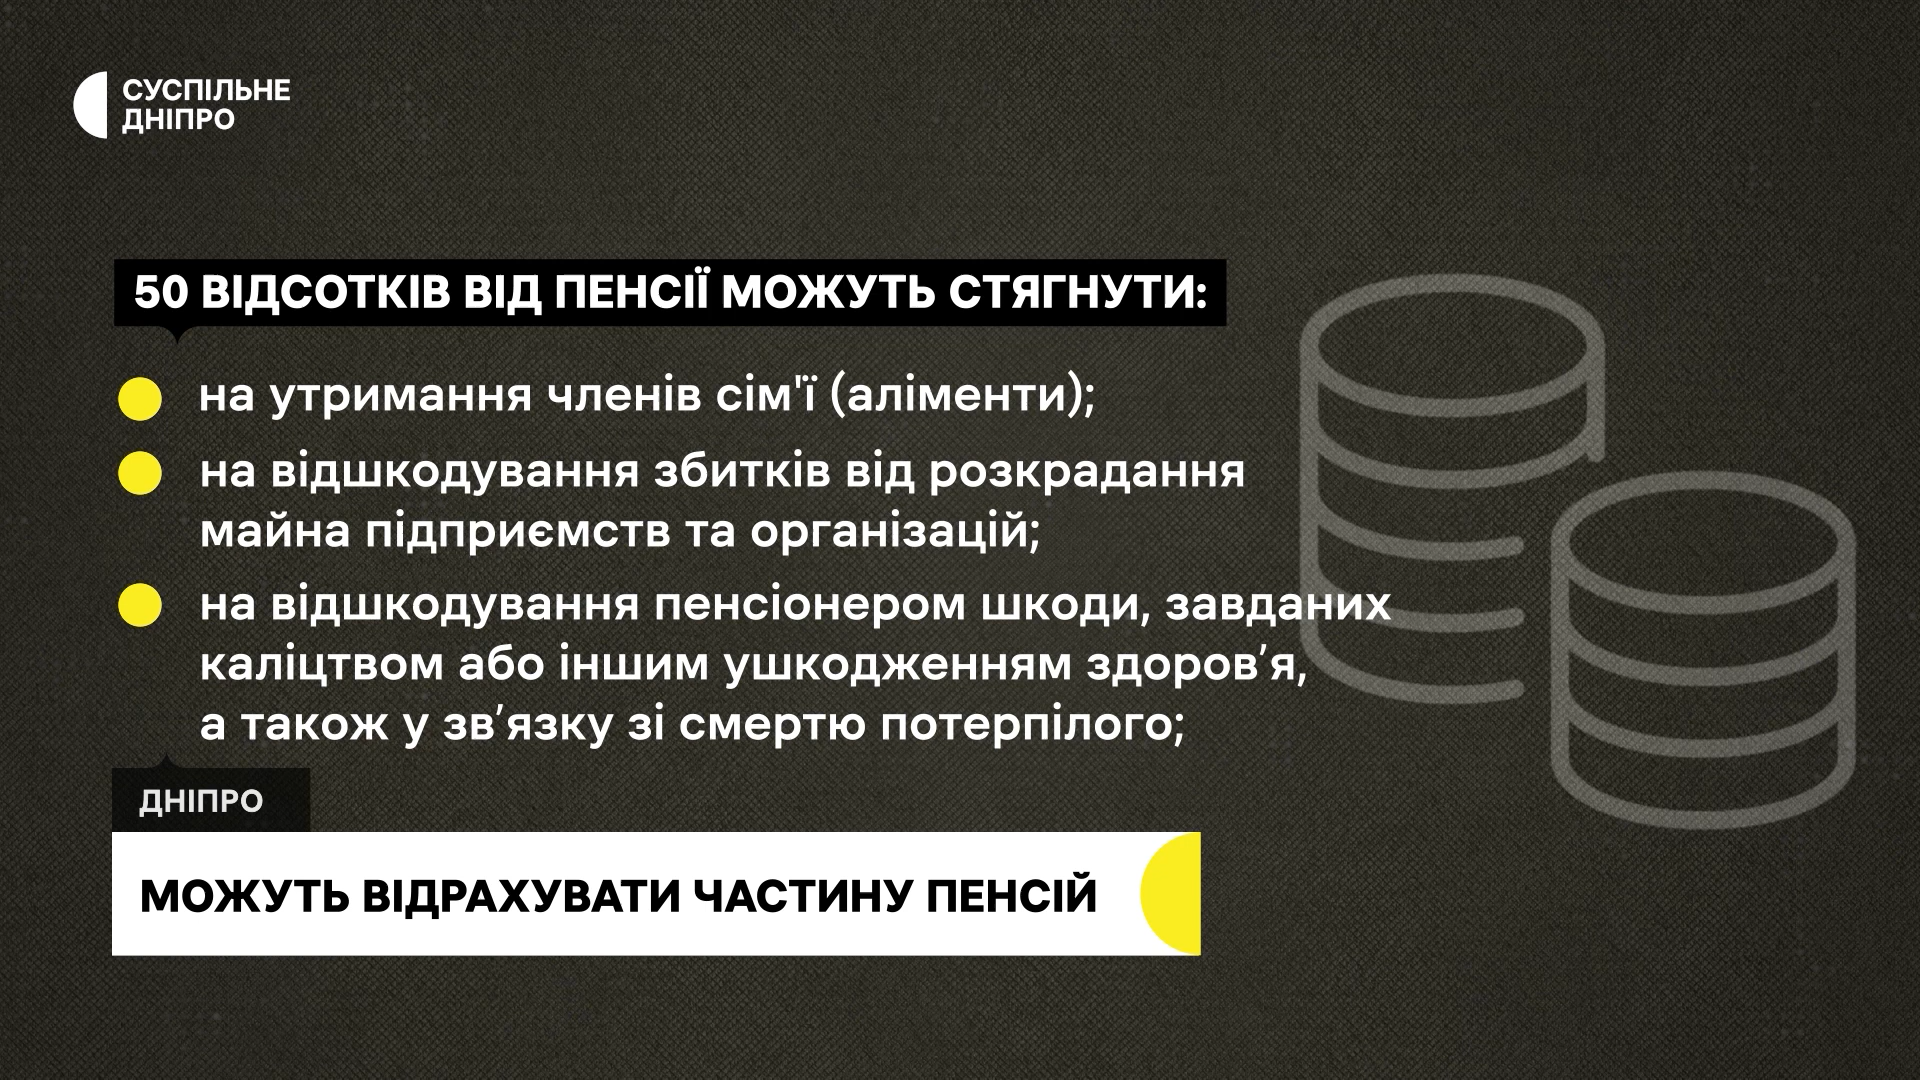 СУСПІЛЬНЕ
ДНІПРО
50 ВІДСОТКІВ ВІД ПЕНСІЇ МОЖУТЬ СТЯГНУТИ:
на утримання членів сім'ї (аліменти);
на відшкодування збитків від розкрадання
майна підприємств та організацій;
на відшкодування пенсіонером шкоди, завданих
каліцтвом або іншим ушкодженням здоров’я,
а також у зв’язку зі смертю потерпілого;
ДНІПРО
МОЖУТЬ ВІДРАХУВАТИ ЧАСТИНУ ПЕНСІЙ